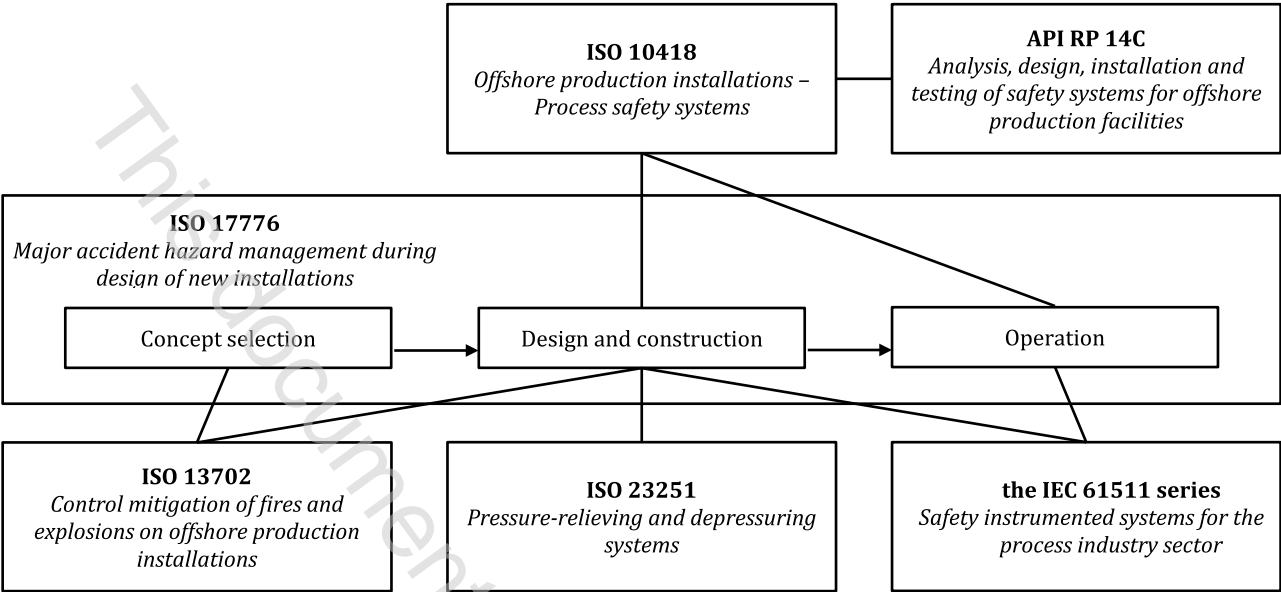 ISO 10418
Offshore production installations –
Process safety systems
API RP 14C
Analysis, design, installation and
testing of safety systems for offshore
production facilities
ISO 17776
Major accident hazard management during
design of new installations
Concept selection
Design and construction
Operation
ISO 13702
Control mitigation of fires and
explosions on offshore production
installations
ISO 23251
Pressure-relieving and depressuring
systems
the IEC 61511 series
Safety instrumented systems for the
process industry sector
This document